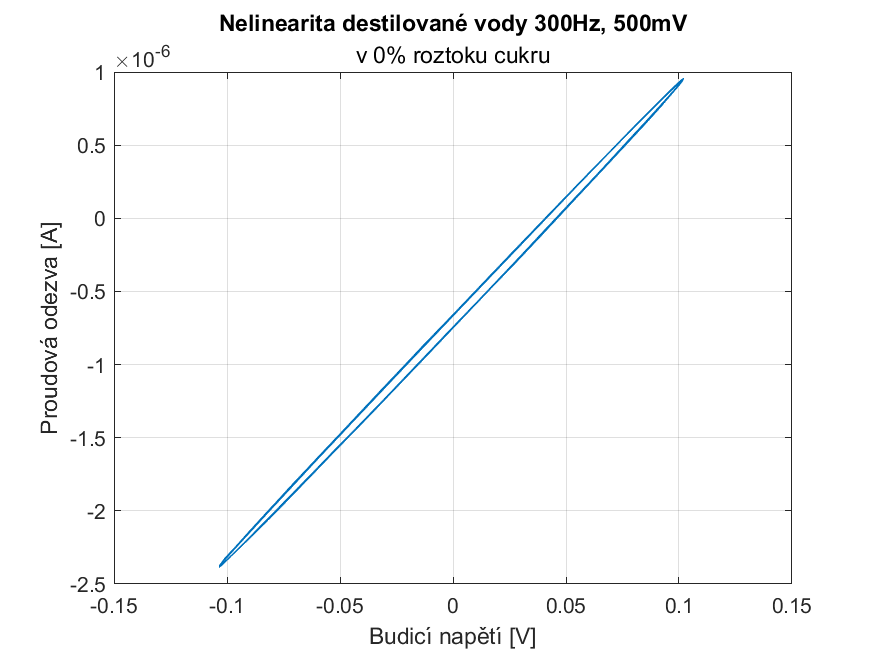 Nelinearita destilované vody 300Hz, 500mV
v 0% roztoku cukru
×10^-6
1
0.5
0
-0.5
-1
-1.5
-2
-2.5
-0.15 -0.1 -0.05 0 0.05 0.1 0.15
Budicí napětí [V]
Proudová odezva [A]